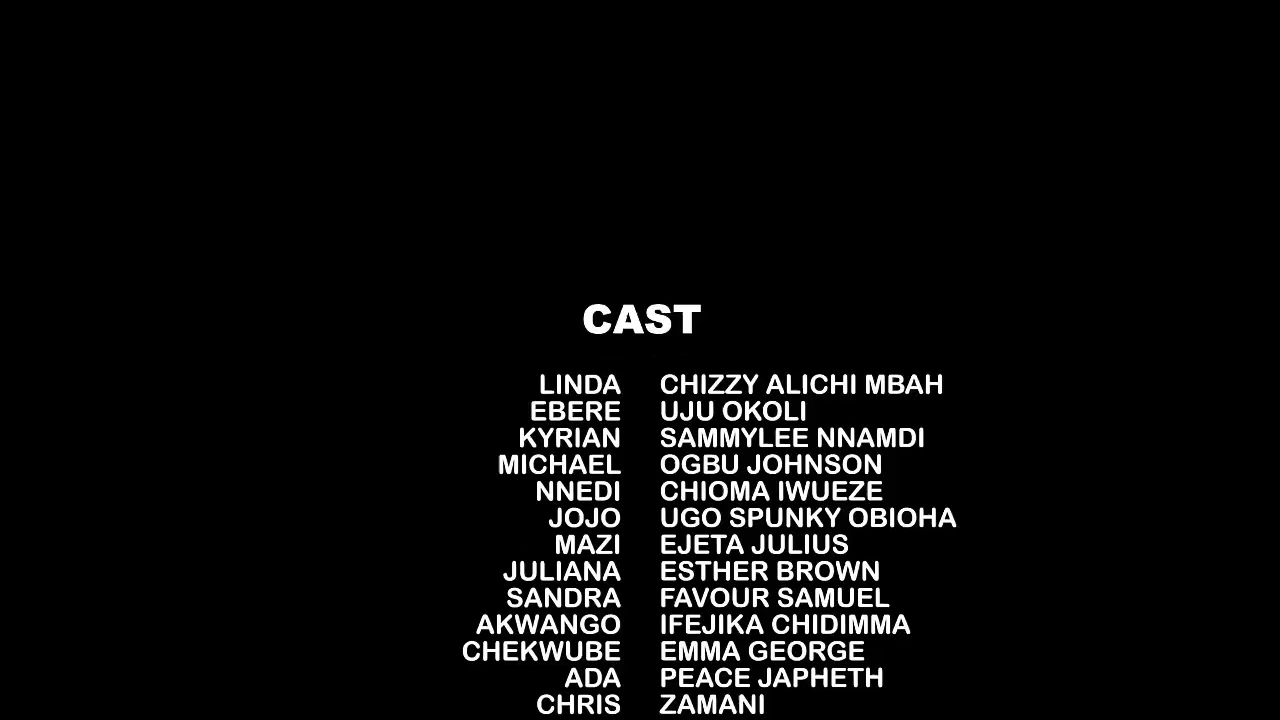 CAST
LINDA CHIZZY ALICHI MBAH
EBERE UJU OKOLI
KYRIAN SAMMYLEE NNAMDI
MICHAEL OGBU JOHNSON
NNEDI CHIOMA IWUEZE
JOJO UGO SPUNKY OBIOHA
MAZI EJETA JULIUS
JULIANA ESTHER BROWN
SANDRA FAVOUR SAMUEL
AKWANGO IFEJIKA CHIDIMMA
CHEKWUBE EMMA GEORGE
ADA PEACE JAPHETH
CHRIS ZAMANI